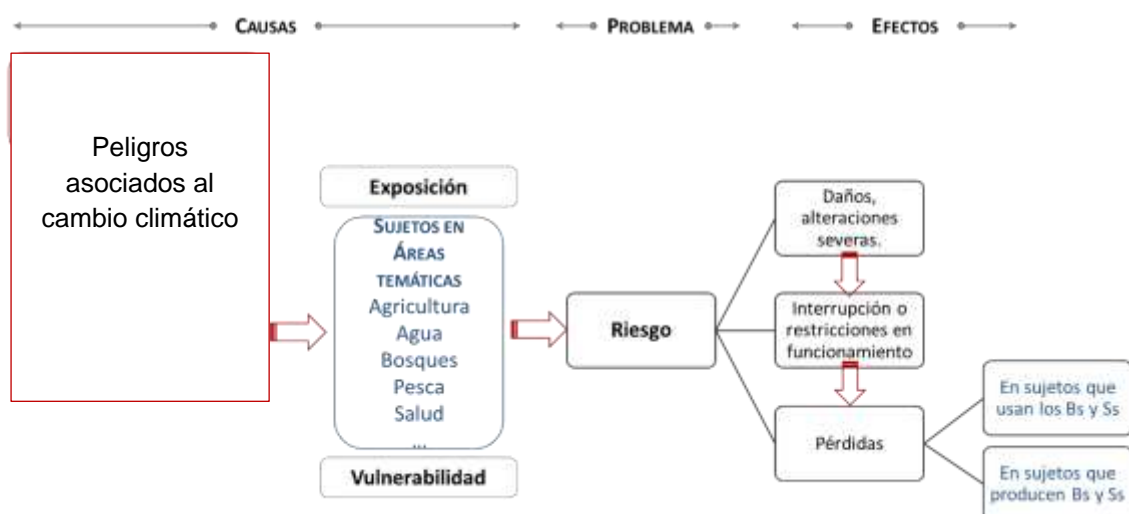 CAUSAS
PROBLEMA
EFECTOS
Peligros
asociados al
cambio climático
Exposición
SUJETOS EN
ÁREAS
TEMÁTICAS
Agricultura
Agua
Bosques
Pesca
Salud
...
Vulnerabilidad
Riesgo
Daños,
alteraciones
severas.
Interrupción o
restricciones en
funcionamiento
Pérdidas
En sujetos que
usan los Bs y Ss
En sujetos que
producen Bs y Ss